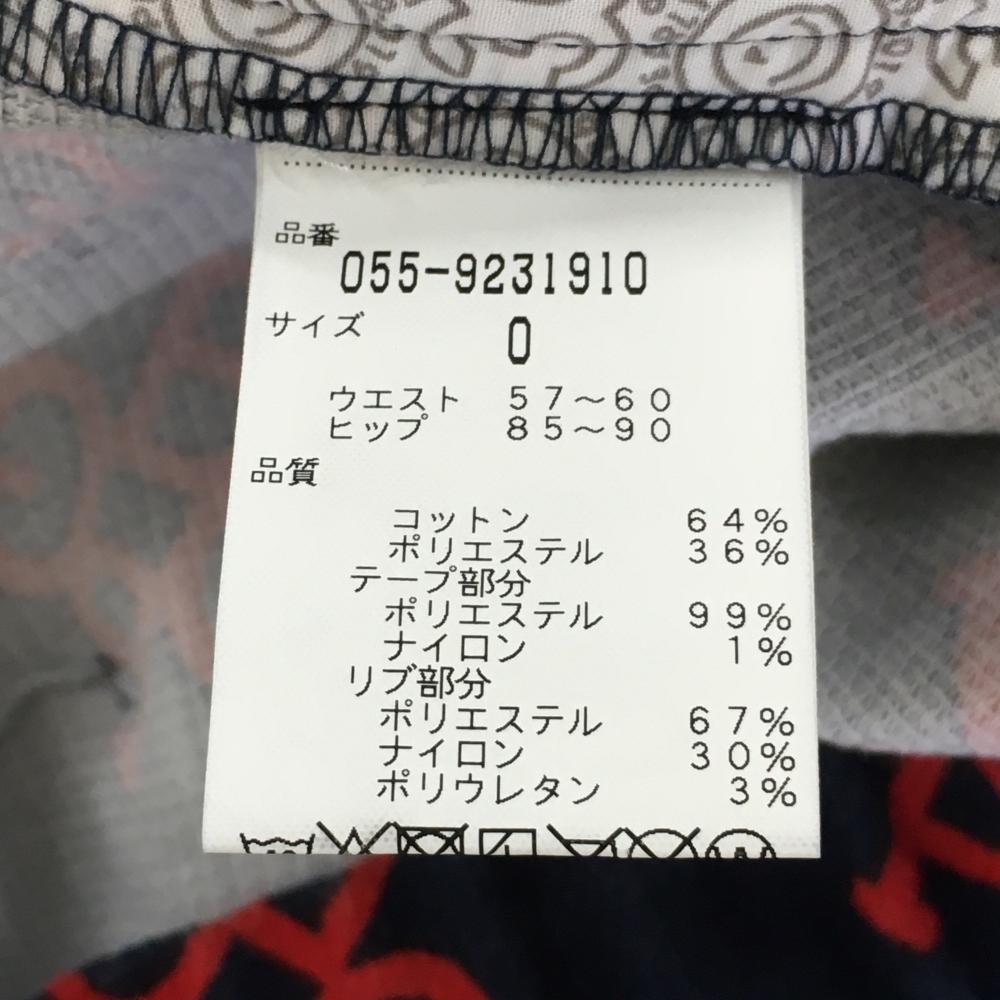 品番
055-9231910
サイズ
0
ウエスト 57～60
ヒップ 85～90
品質
コットン 64%
ポリエステル 36%
テープ部分
ポリエステル 99%
ナイロン 1%
リブ部分
ポリエステル 67%
ナイロン 30%
ポリウレタン 3%